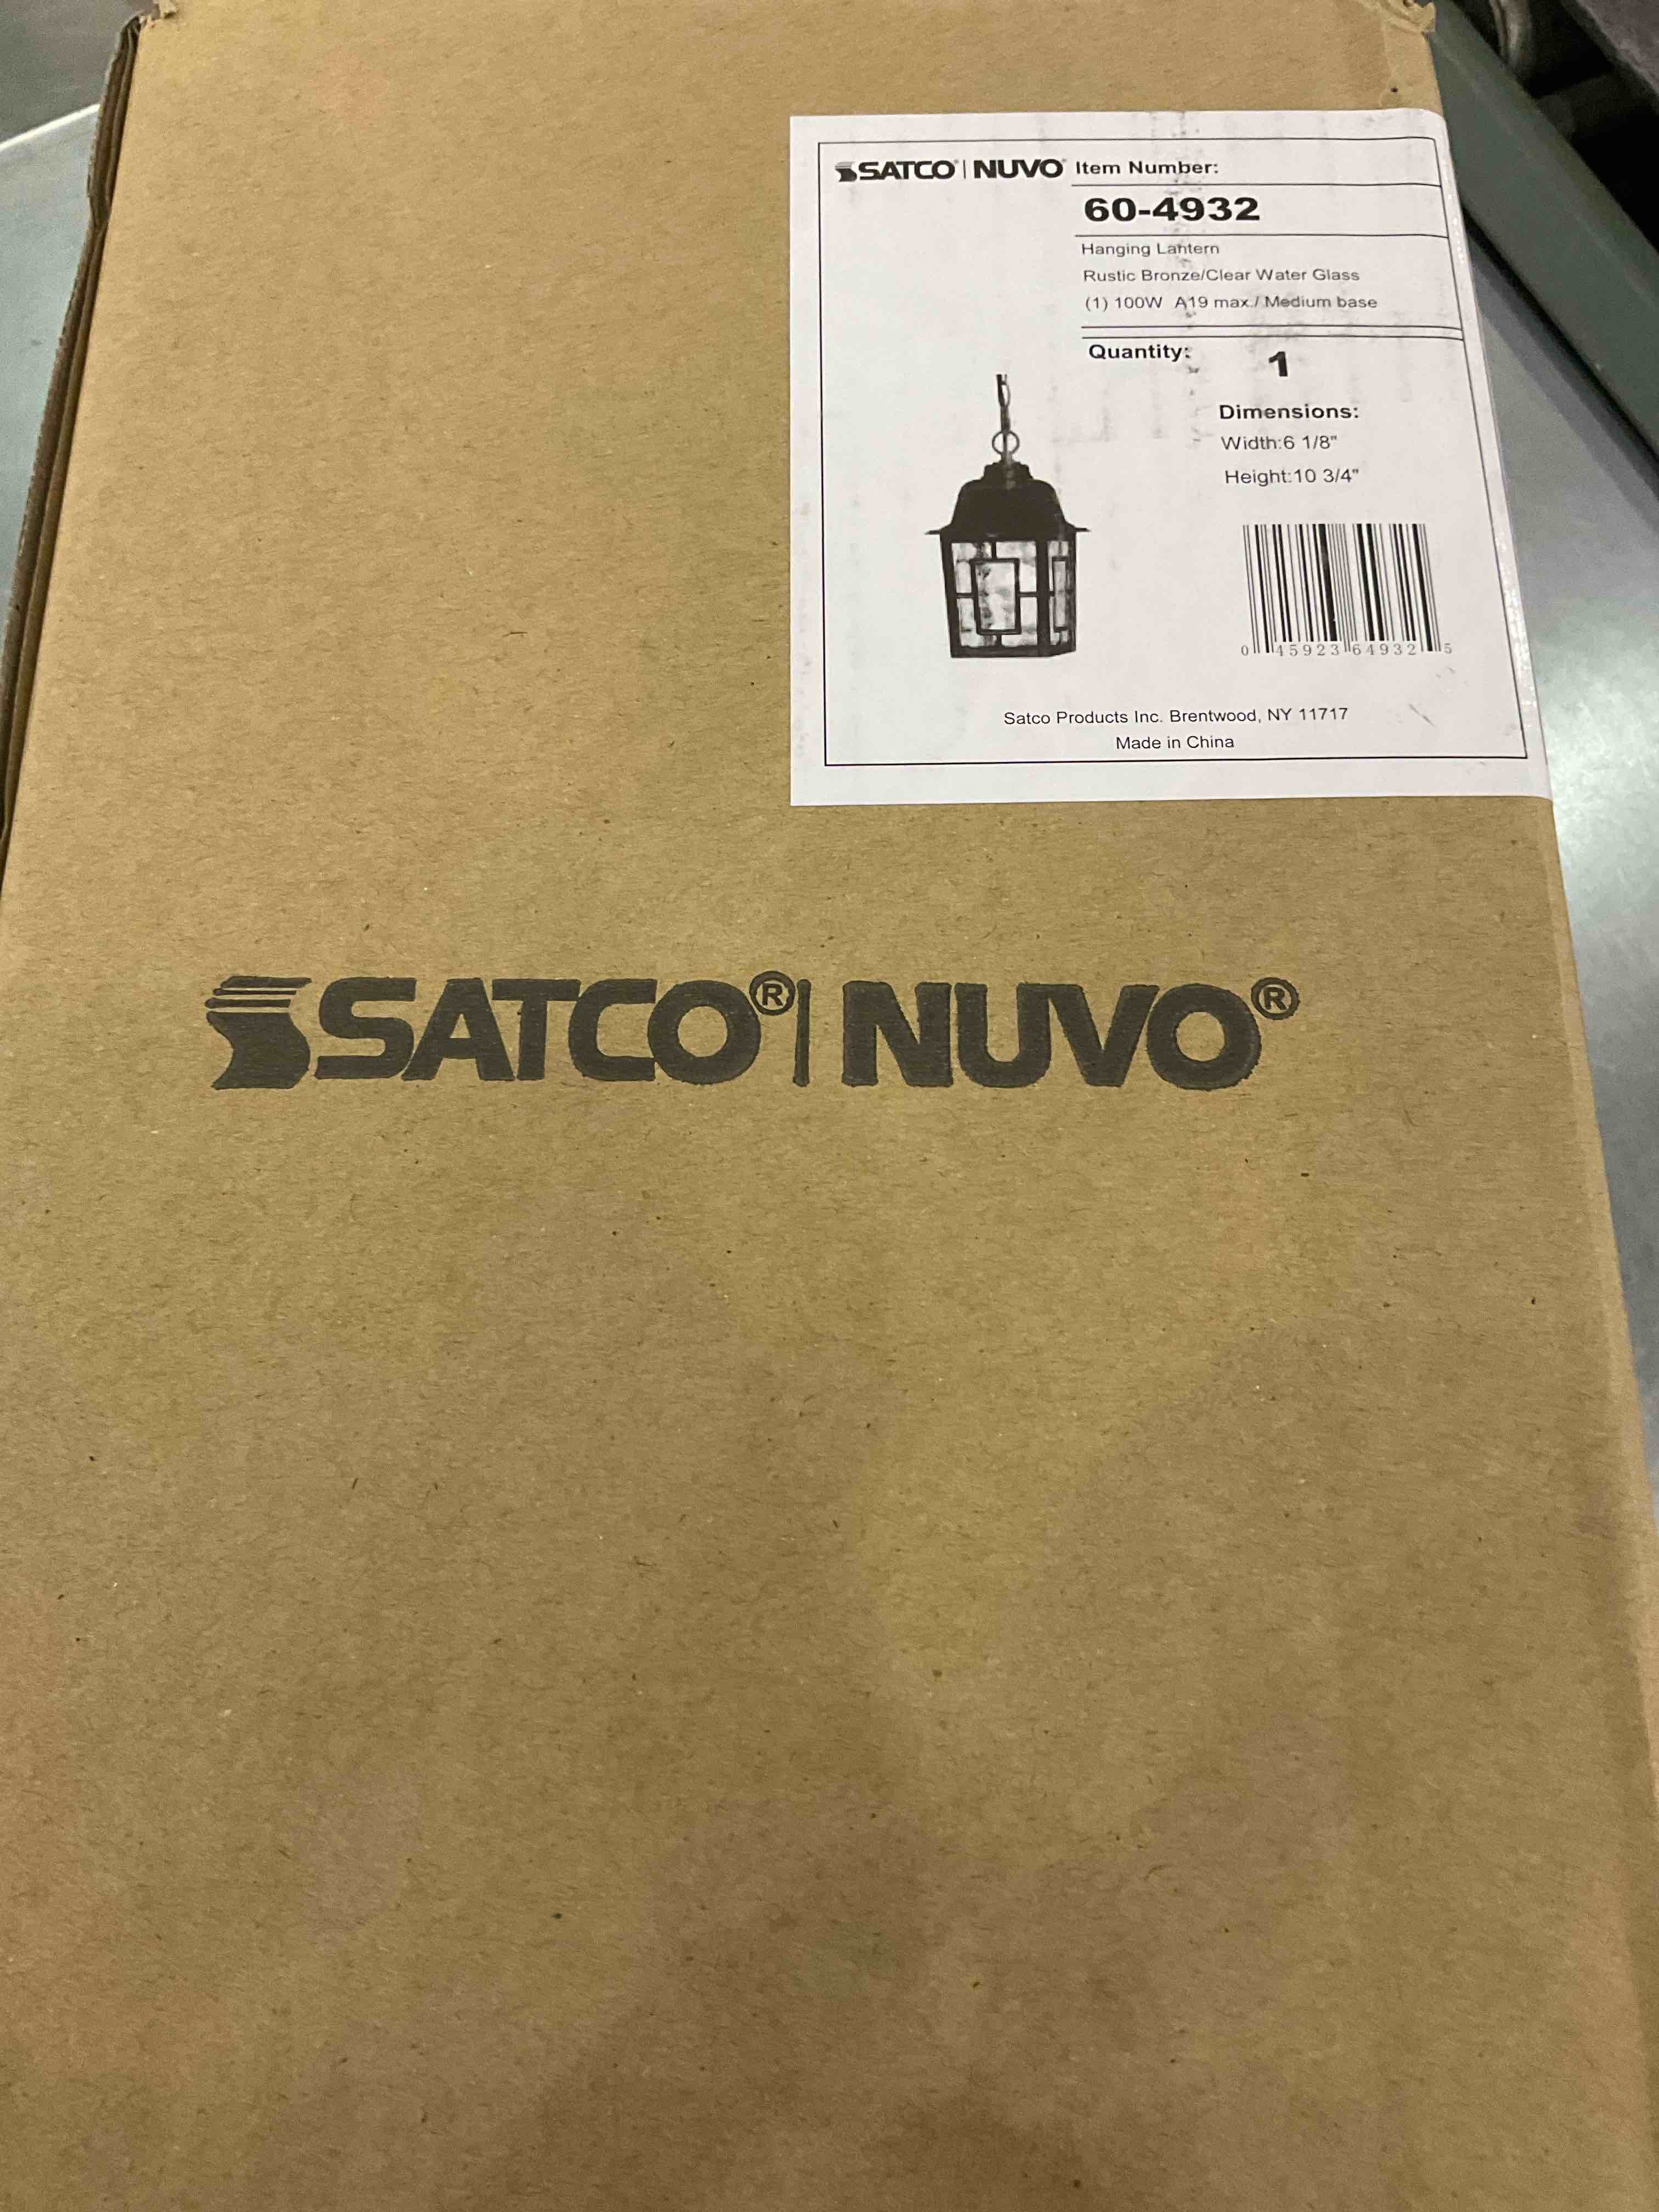 SATCO | NUVO® Item Number:
60-4932
Hanging Lantern
Rustic Bronze/Clear Water Glass
(1) 100W A19 max./ Medium base
Quantity: 1
Dimensions:
Width:6 1/8"
Height:10 3/4"
0 45923 64932 5
Satco Products Inc. Brentwood, NY 11717
Made in China
SATCO® | NUVO®